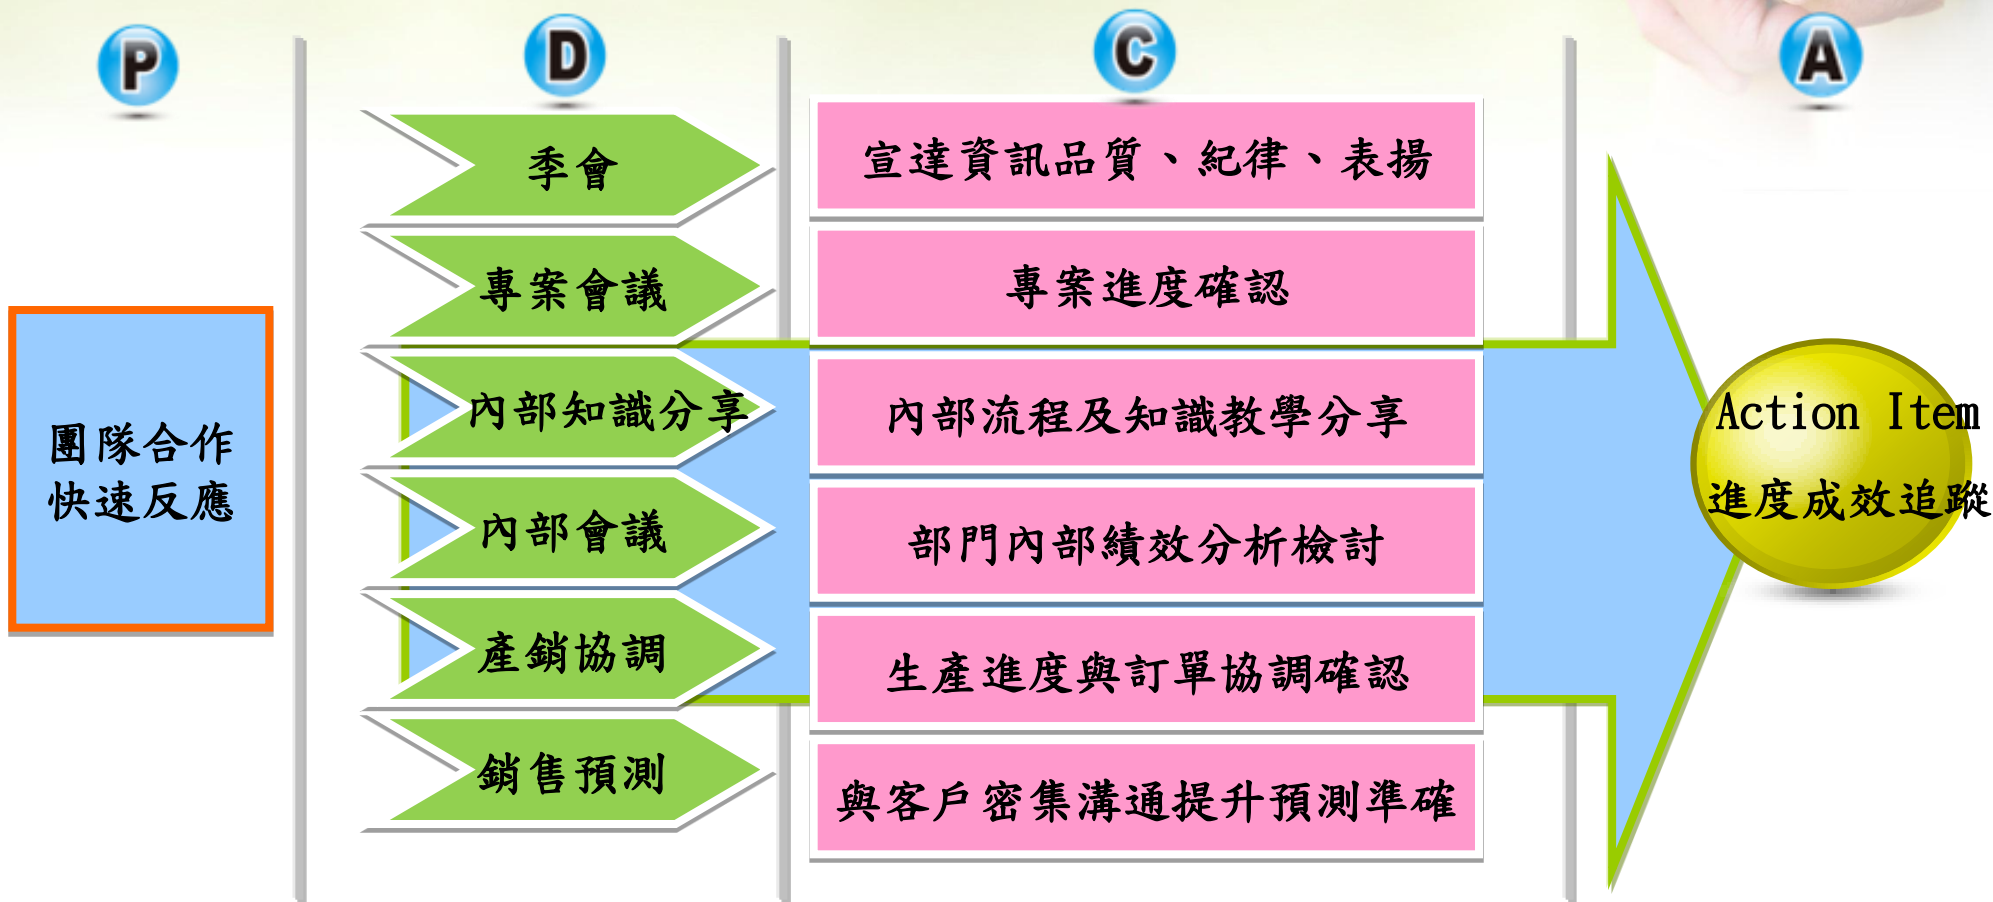 P
D
C
A
團隊合作
快速反應
季會
宣達資訊品質、紀律、表揚
專案會議
專案進度確認
內部知識分享
內部流程及知識教學分享
內部會議
部門內部績效分析檢討
產銷協調
生產進度與訂單協調確認
銷售預測
與客戶密集溝通提升預測準確
Action Item
進度成效追蹤